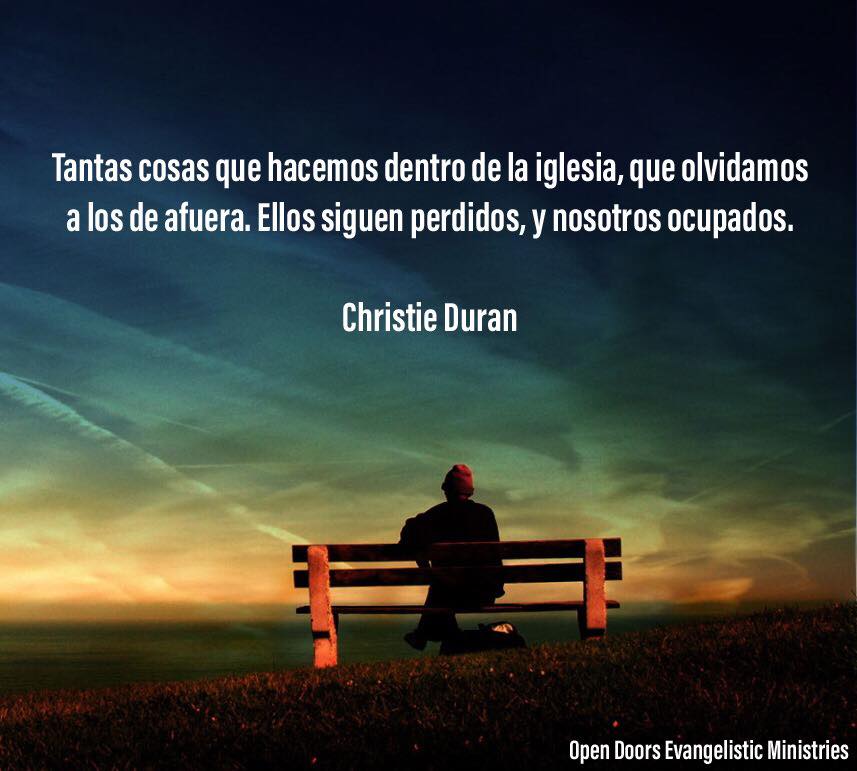 Tantas cosas que hacemos dentro de la iglesia, que olvidamos
a los de afuera. Ellos siguen perdidos, y nosotros ocupados.
Christie Duran
Open Doors Evangelistic Ministries